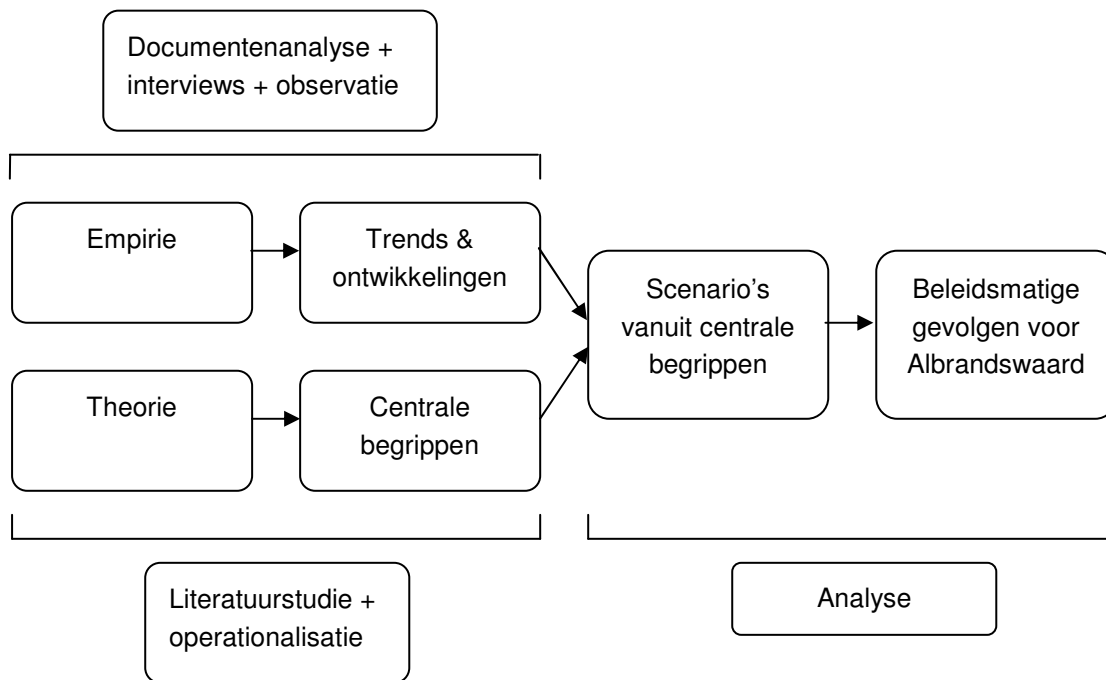 Documentenanalyse +
interviews + observatie
Empirie
Trends &
ontwikkelingen
Scenario's
vanuit centrale
begrippen
Beleidsmatige
gevolgen voor
Albrandswaard
Theorie
Centrale
begrippen
Literatuurstudie +
operationalisatie
Analyse